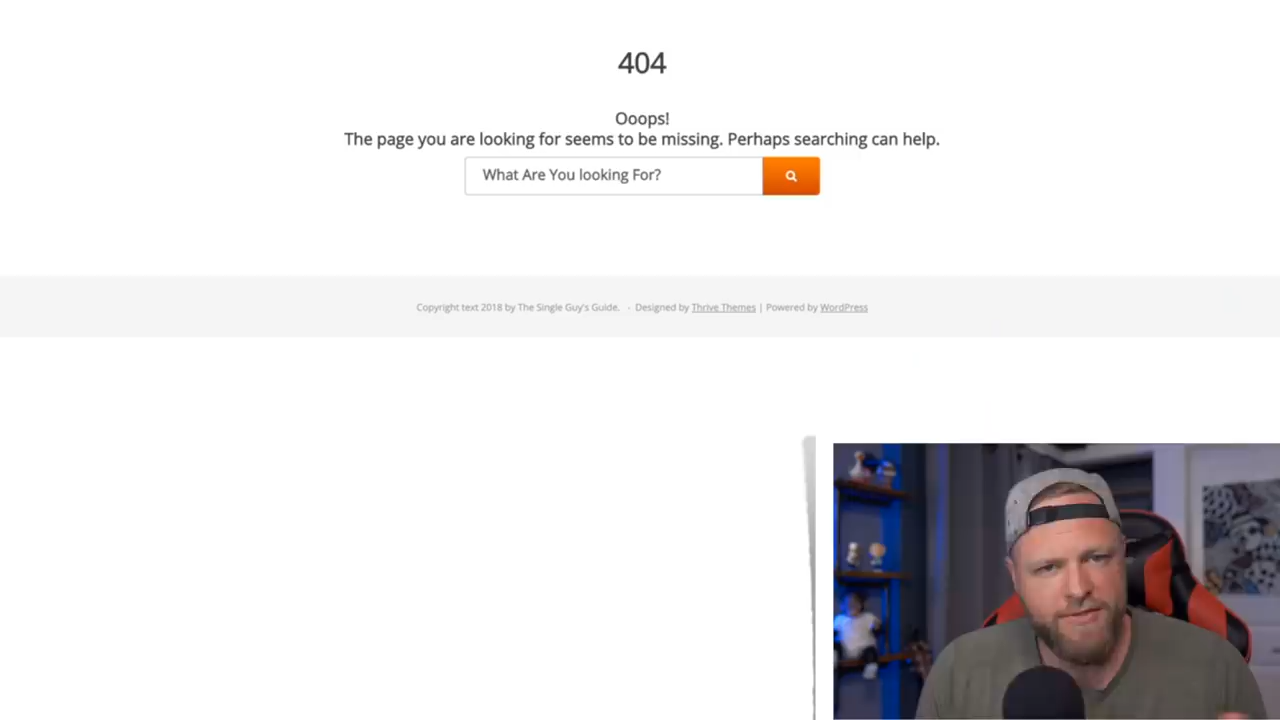 404
Ooops!
The page you are looking for seems to be missing. Perhaps searching can help.
What Are You looking For?
Copyright text 2018 by The Single Guy's Guide. - Designed by Thrive Themes | Powered by WordPress